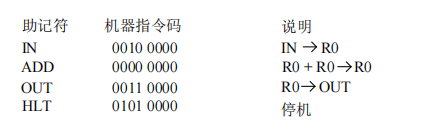 助记符 机器指令码 说明
IN 0010 0000 IN →R0
ADD 0000 0000 R0 + R0→R0
OUT 0011 0000 R0→OUT
HLT 0101 0000 停机